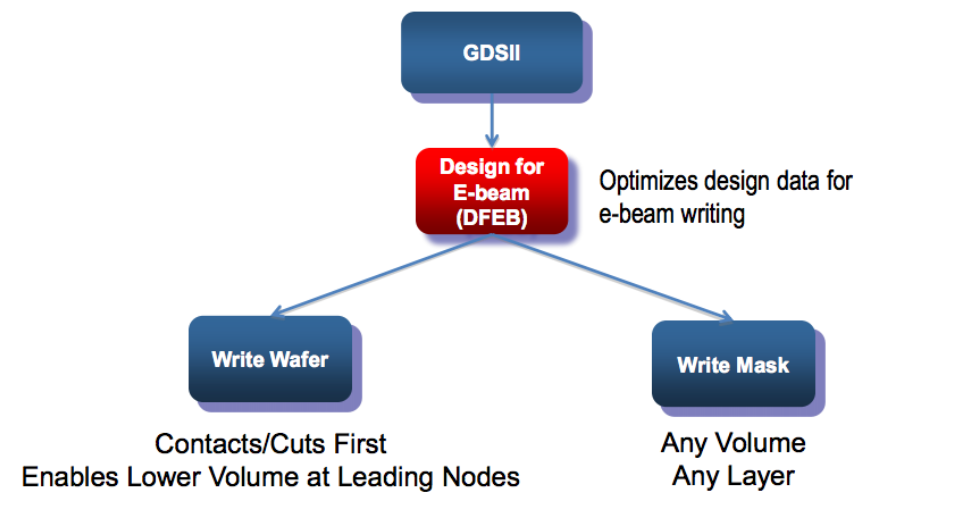 GDSII
Design for
E-beam
(DFEB)
Optimizes design data for
e-beam writing
Write Wafer
Write Mask
Contacts/Cuts First
Enables Lower Volume at Leading Nodes
Any Volume
Any Layer